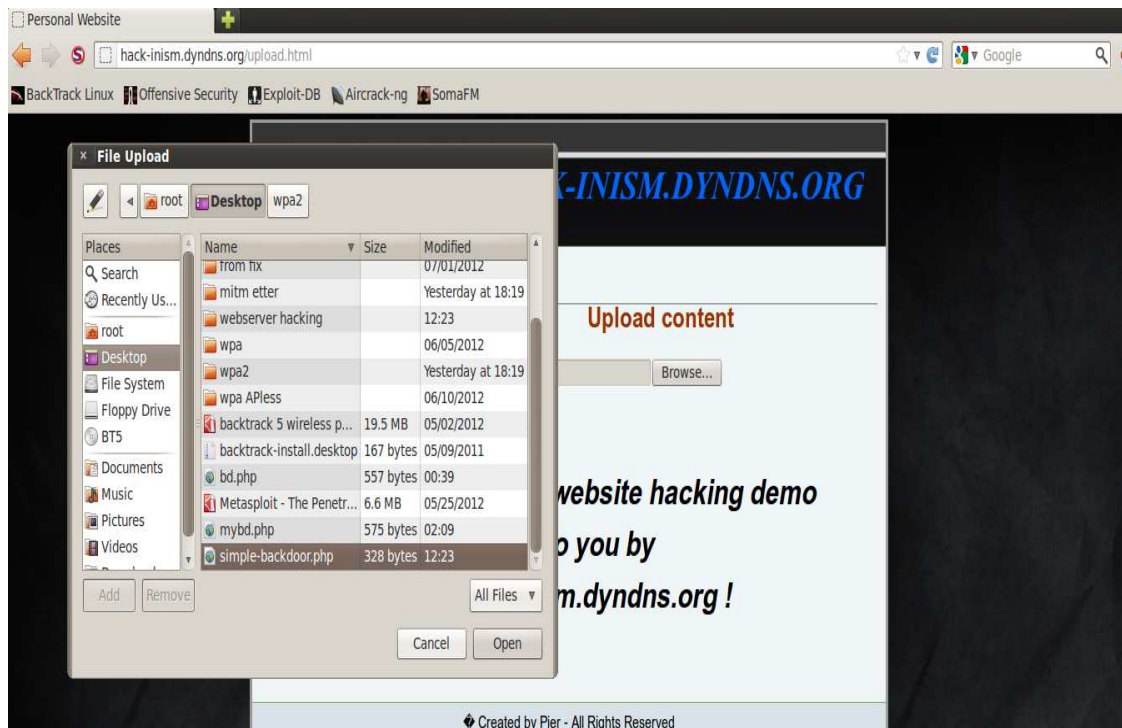 Personal Website
hack-inism.dyndns.org/upload.html
Google
BackTrack Linux Offensive Security Exploit-DB Aircrack-ng SomaFM
File Upload
root Desktop wpa2
Places
Search
Recently Us...
root
Desktop
File System
Floppy Drive
BT5
Documents
Music
Pictures
Videos
Name Size Modified
from fix 07/01/2012
mitm etter Yesterday at 18:19
webserver hacking 12:23
wpa 06/05/2012
wpa2 Yesterday at 18:19
wpa APless 06/10/2012
backtrack 5 wireless p... 19.5 MB 05/02/2012
backtrack-install.desktop 167 bytes 05/09/2011
bd.php 557 bytes 00:39
Metasploit - The Penetr... 6.6 MB 05/25/2012
mybd.php 575 bytes 02:09
simple-backdoor.php 328 bytes 12:23
Add Remove
All Files
Cancel Open
K-INISM.DYNDNS.ORG
Upload content
Browse...
website hacking demo
o you by
m.dyndns.org !
� Created by Pier - All Rights Reserved